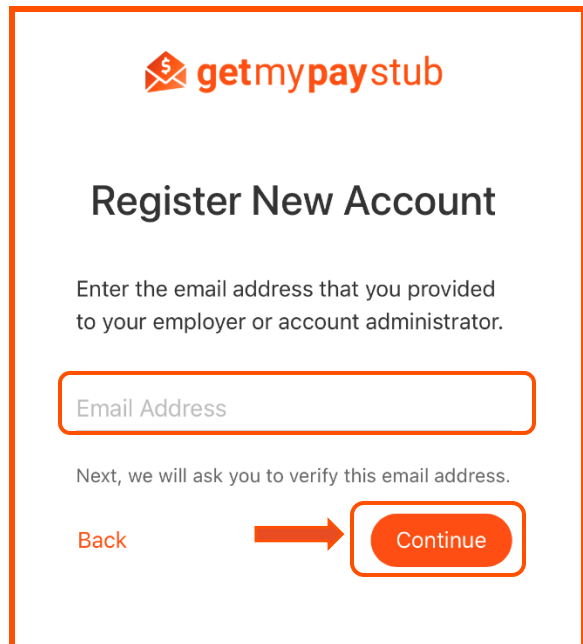 getmypaystub
Register New Account
Enter the email address that you provided
to your employer or account administrator.
Email Address
Next, we will ask you to verify this email address.
Back
Continue